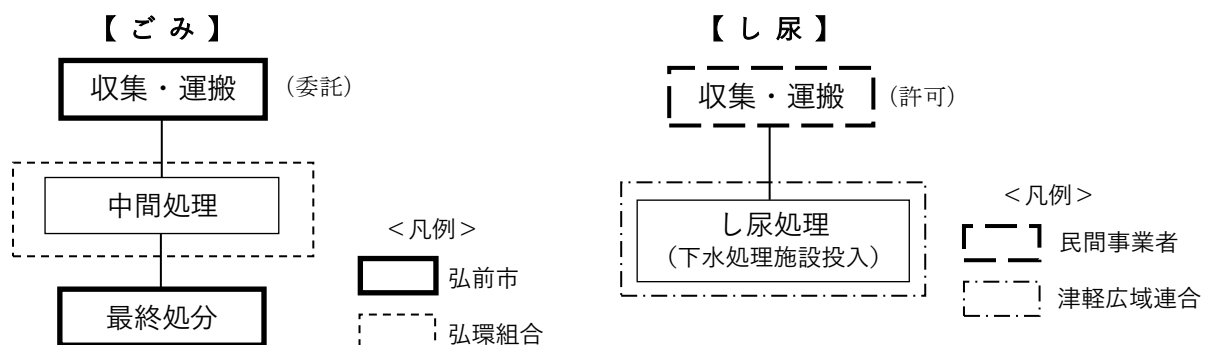 【 ご み 】
収集・運搬
（委託）
中間処理
最終処分
＜凡例＞
弘前市
弘環組合
【 し 尿 】
収集・運搬
（許可）
し尿処理
（下水処理施設投入）
＜凡例＞
民間事業者
津軽広域連合